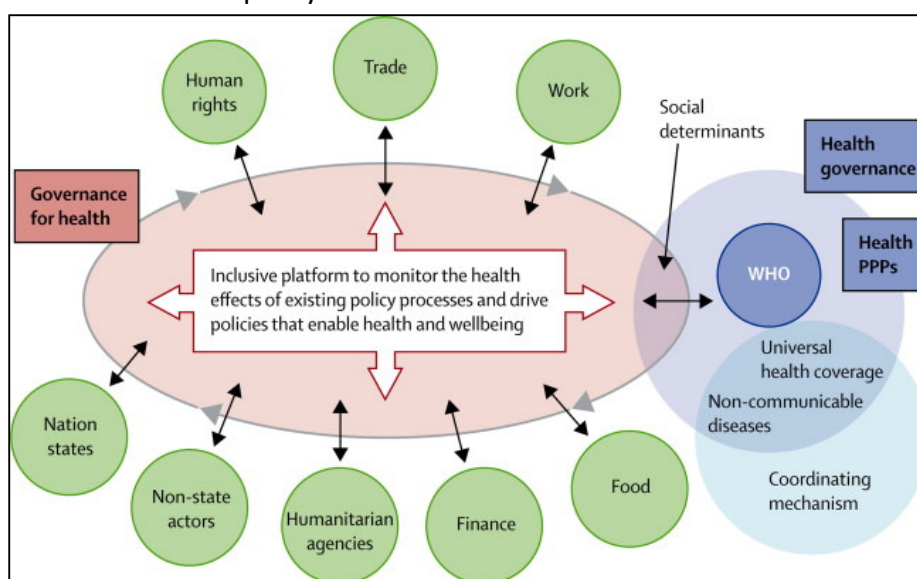 Human
rights
Trade
Work
Social
determinants
Health
governance
Governance
for health
Health
PPPs
WHO
Inclusive platform to monitor the health
effects of existing policy processes and drive
policies that enable health and wellbeing
Universal
health coverage
Non-communicable
diseases
Nation
states
Non-state
actors
Humanitarian
agencies
Finance
Food
Coordinating
mechanism